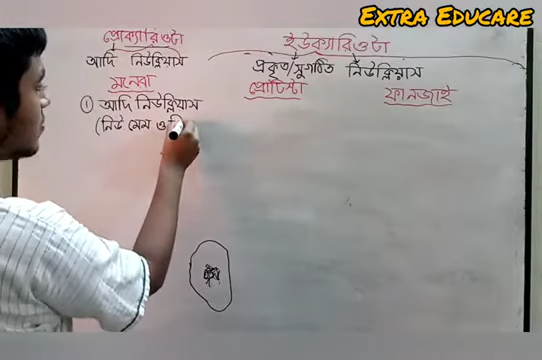 EXTRA EDUCARE
প্রোক্যারিওটা
আদি নিউক্লিয়াস
মনেরা
① আদি নিউক্লিয়াস
(নিউ মেম ও
ইউক্যারিওটা
প্রকৃত/সুগঠিত নিউক্লিয়াস
প্রোটিস্টা
ফানজাই